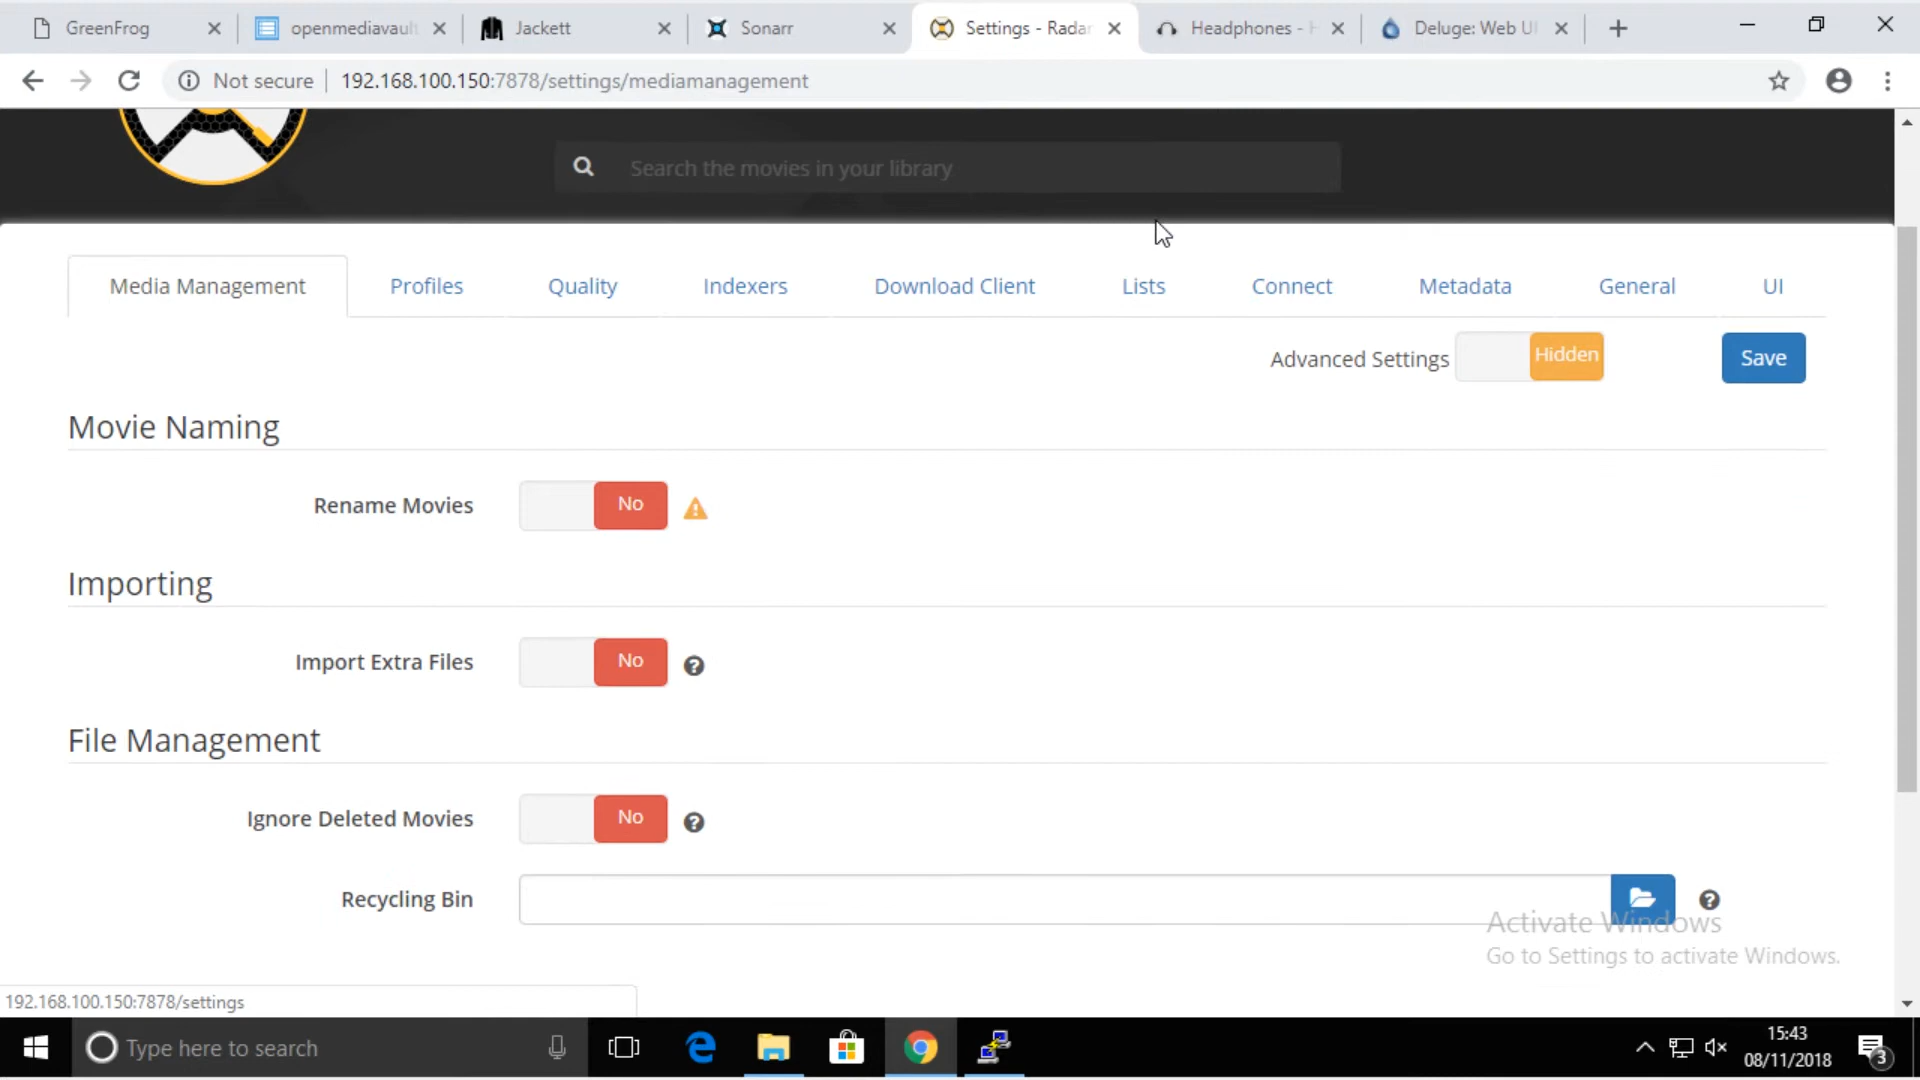 GreenFrog
openmediavault
Jackett
Sonarr
Settings - Radar
Headphones - H
Deluge: Web UI
Not secure
192.168.100.150:7878/settings/mediamanagement
Search the movies in your library
Media Management
Profiles
Quality
Indexers
Download Client
Lists
Connect
Metadata
General
UI
Advanced Settings
Hidden
Save
Movie Naming
Rename Movies
No
Importing
Import Extra Files
No
File Management
Ignore Deleted Movies
No
Recycling Bin
Activate Windows
Go to Settings to activate Windows.
192.168.100.150:7878/settings
Type here to search
15:43
08/11/2018
3